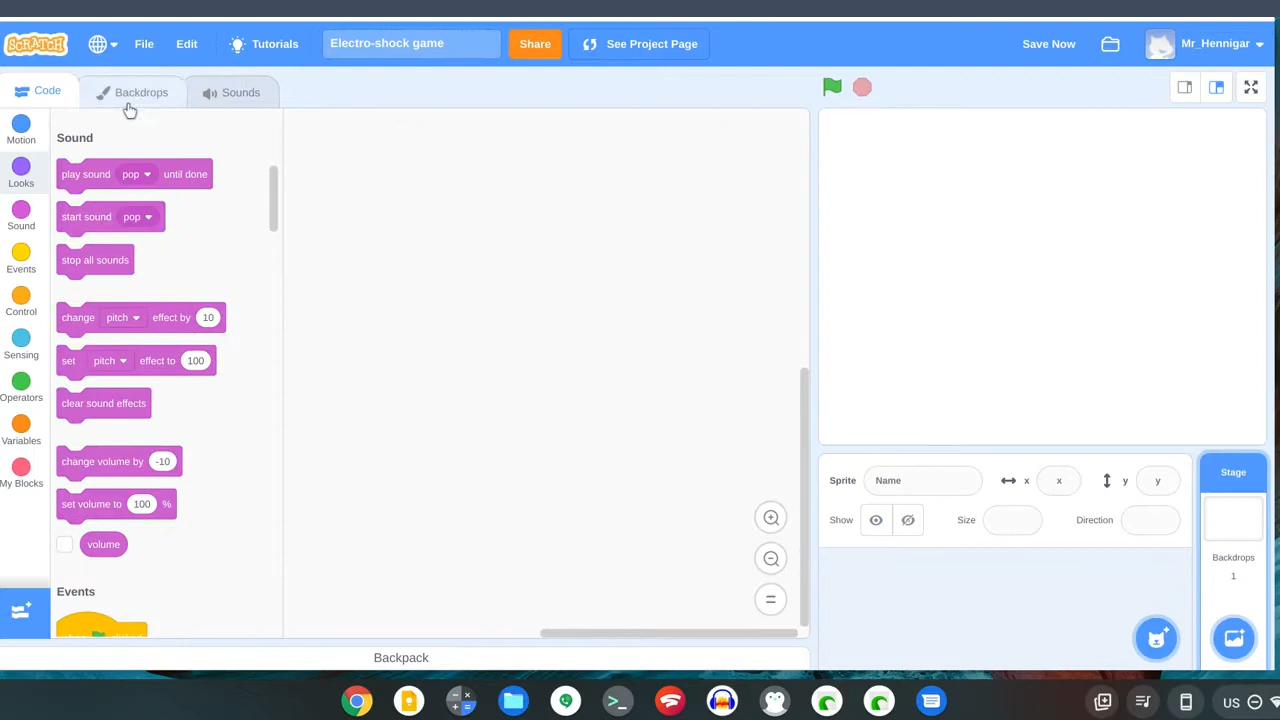 SCRATCH File Edit Tutorials Electro-shock game Share See Project Page Save Now Mr_Hennigar
Code Backdrops Sounds
Motion
Looks
Sound
Events
Control
Sensing
Operators
Variables
My Blocks
Sound
play sound pop until done
start sound pop
stop all sounds
change pitch effect by 10
set pitch effect to 100
clear sound effects
change volume by -10
set volume to 100 %
volume
Events
Sprite Name x x y y
Show Size Direction
Stage
Backdrops
1
Backpack
US